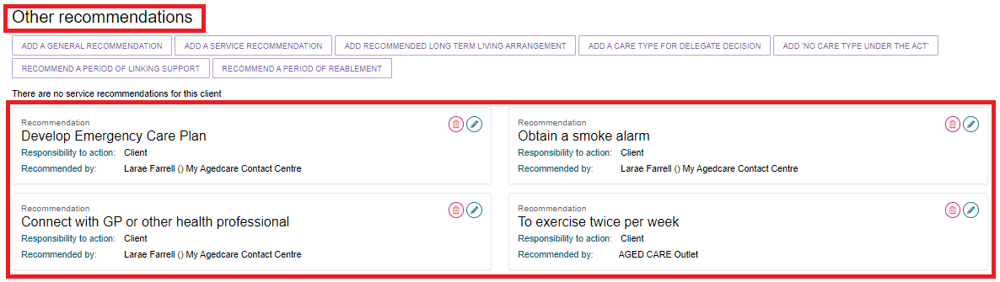 Other recommendations
ADD A GENERAL RECOMMENDATION ADD A SERVICE RECOMMENDATION ADD RECOMMENDED LONG TERM LIVING ARRANGEMENT ADD A CARE TYPE FOR DELEGATE DECISION ADD 'NO CARE TYPE UNDER THE ACT'
RECOMMEND A PERIOD OF LINKING SUPPORT RECOMMEND A PERIOD OF REABLEMENT
There are no service recommendations for this client
Recommendation
Develop Emergency Care Plan
Responsibility to action: Client
Recommended by: Larae Farrell () My Agedcare Contact Centre
Recommendation
Obtain a smoke alarm
Responsibility to action: Client
Recommended by: Larae Farrell () My Agedcare Contact Centre
Recommendation
Connect with GP or other health professional
Responsibility to action: Client
Recommended by: Larae Farrell () My Agedcare Contact Centre
Recommendation
To exercise twice per week
Responsibility to action: Client
Recommended by: AGED CARE Outlet